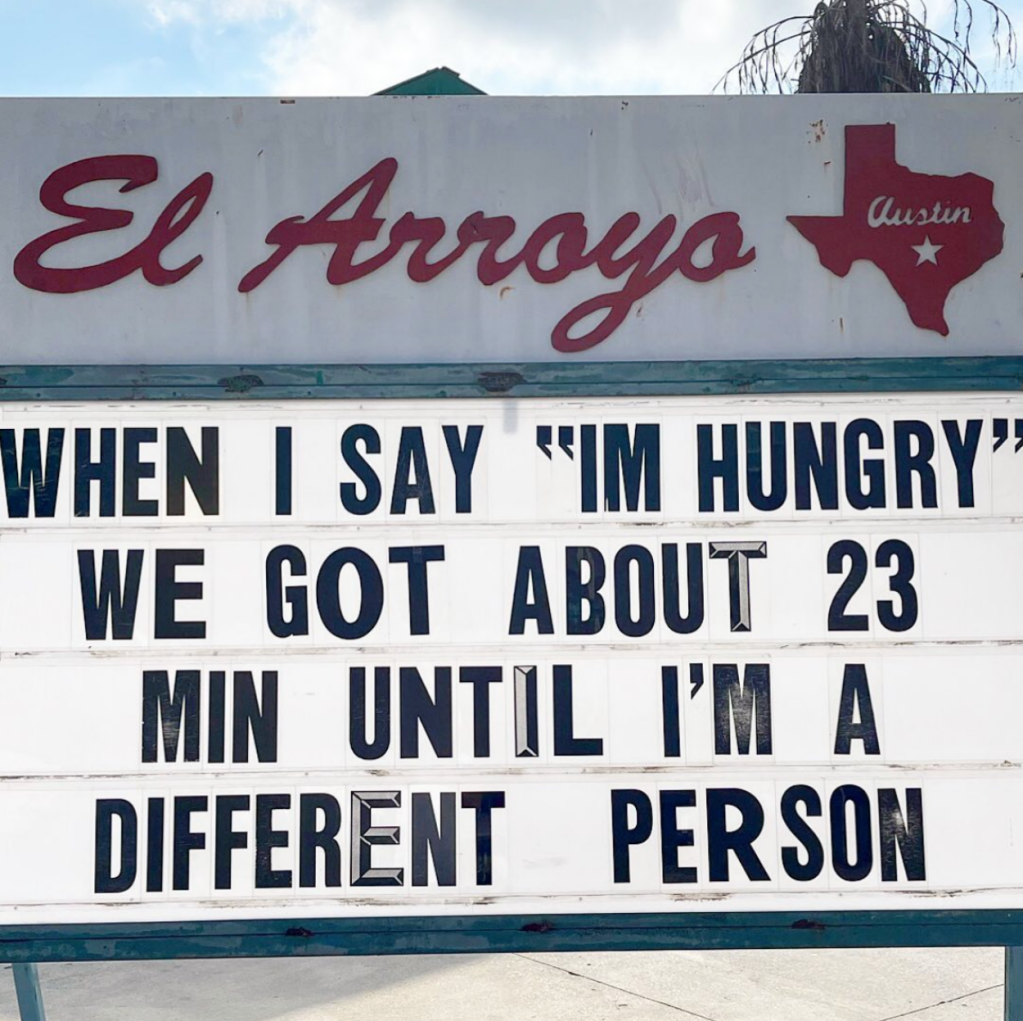 El Arroyo
Austin
WHEN I SAY “IM HUNGRY”
WE GOT ABOUT 23
MIN UNTIL I’M A
DIFFERENT PERSON